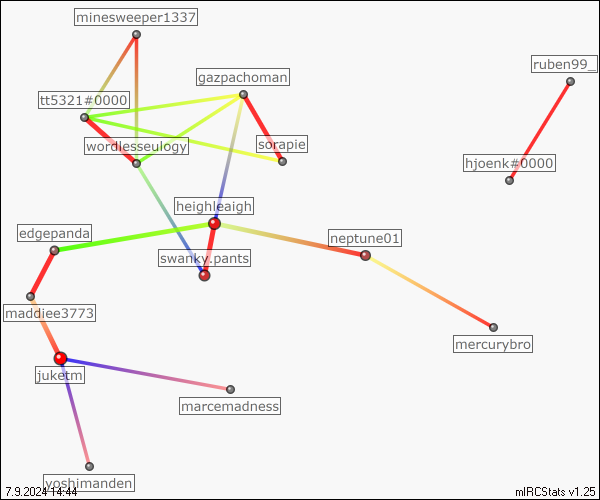 minesweeper1337
ruben99_
gazpachoman
tt5321#0000
wordlesseulogy
sorapie
hjoenk#0000
heighleaigh
edgepanda
neptune01
swanky.pants
maddiee3773
mercurybro
juketm
marcemadness
yoshimanden
7.9.2024 14:44
mIRCStats v1.25